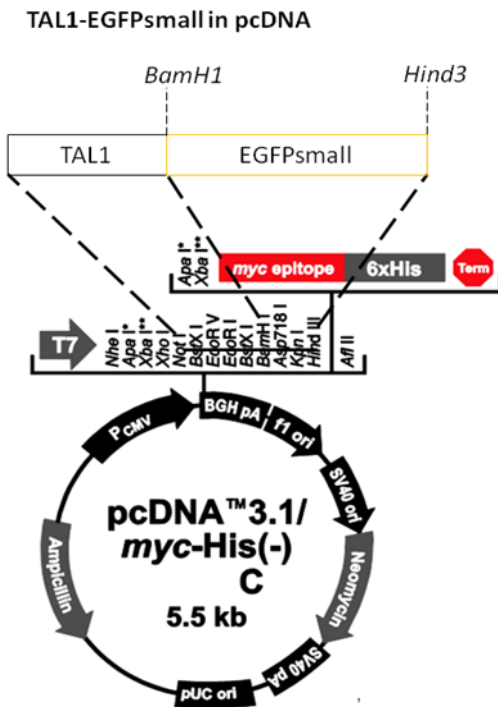 TAL1-EGFPsmall in pcDNA
BamH1 Hind3
TAL1 EGFPsmall
Apa I*
Xba I**
myc epitope 6xHis Term
T7
Nhe I
Apa I*
Xba I**
Xho I
Not I
BstX I
EcoR V
EcoR I
BstX I
BamH I
Asp718 I
Kpn I
Hind III
Afl II
PCMV
BGH pA
f1 ori
SV40 ori
Neomycin
SV40 pA
pUC ori
Ampicillin
pcDNA™3.1/
myc-His(-)
C
5.5 kb